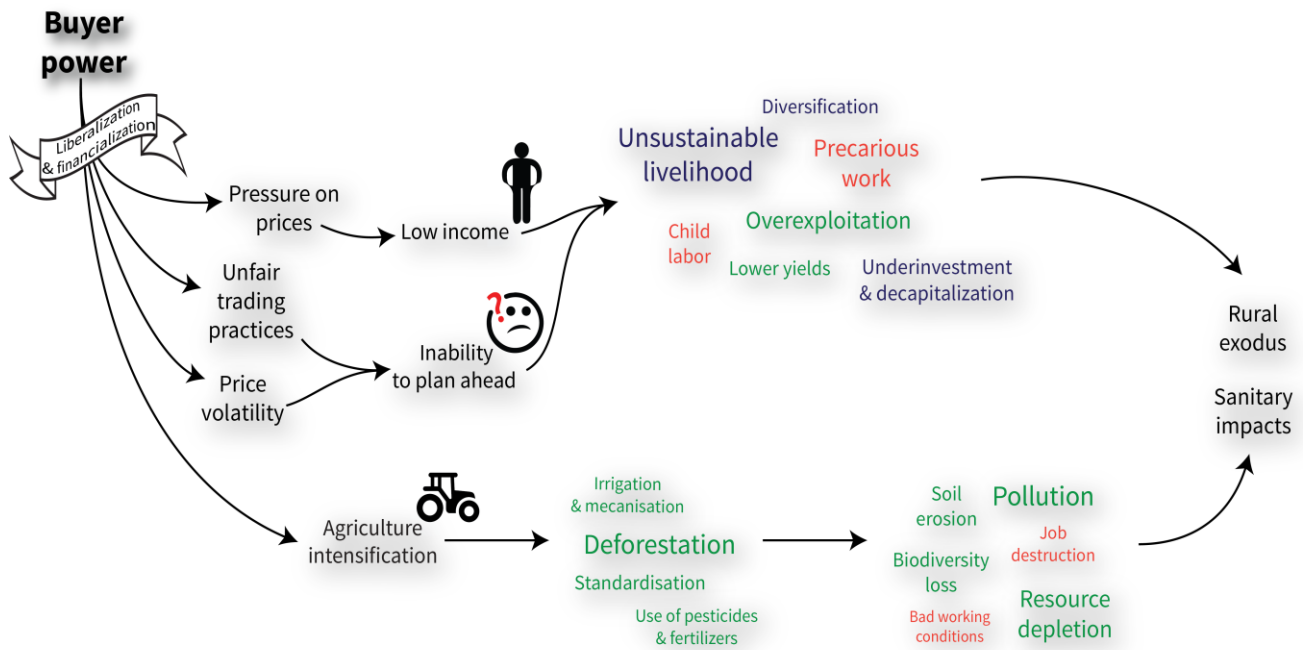 Buyer
power
Liberalization
& financialization
Pressure on
prices
Low income
Unfair
trading
practices
?
Inability
to plan ahead
Price
volatility
Diversification
Unsustainable
livelihood
Precarious
work
Child
labor
Overexploitation
Lower yields
Underinvestment
& decapitalization
Rural
exodus
Sanitary
impacts
Agriculture
intensification
Irrigation
& mecanisation
Deforestation
Standardisation
Use of pesticides
& fertilizers
Soil
erosion
Pollution
Job
destruction
Biodiversity
loss
Bad working
conditions
Resource
depletion